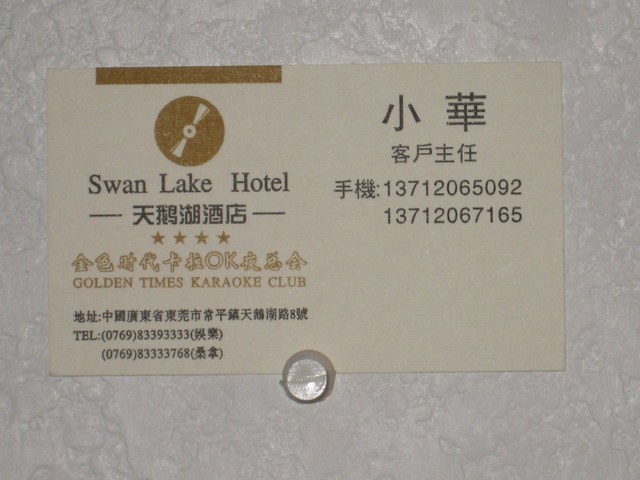 Swan Lake Hotel
天鹅湖酒店
★★★★
金色时代卡拉OK夜总会
GOLDEN TIMES KARAOKE CLUB
地址:中國廣東省東莞市常平鎮天鵝湖路8號
TEL:(0769)83393333(娛樂)
(0769)83333768(桑拿)
小華
客戶主任
手機:13712065092
13712067165